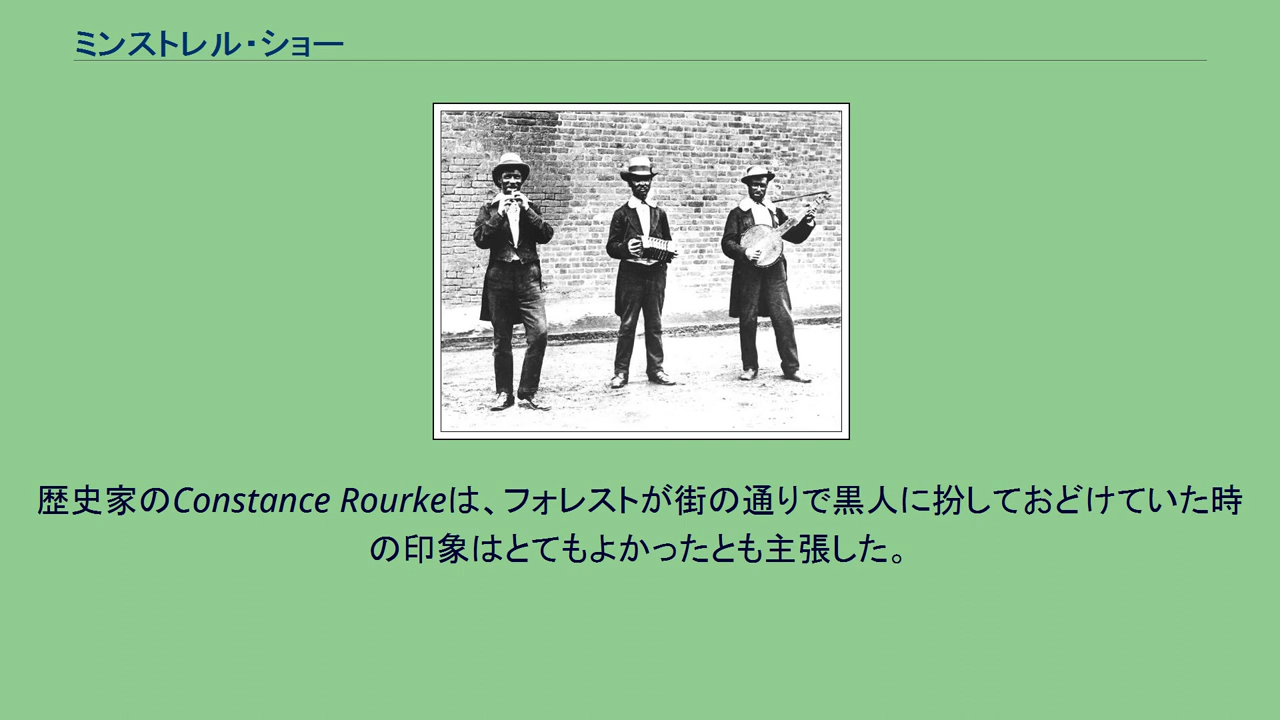 ミンストレル・ショー
歴史家のConstance Rourkeは、フォレストが街の通りで黒人に扮しておどけていた時
の印象はとてもよかったとも主張した。